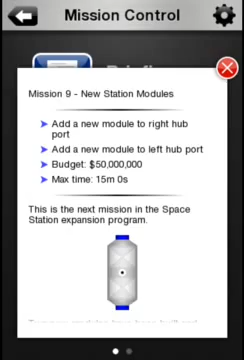 Mission Control
Mission 9 - New Station Modules
Add a new module to right hub
port
Add a new module to left hub port
Budget: $50,000,000
Max time: 15m 0s
This is the next mission in the Space
Station expansion program.